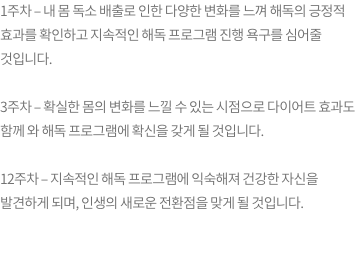 1주차 – 내 몸 독소 배출로 인한 다양한 변화를 느껴 해독의 긍정적
효과를 확인하고 지속적인 해독 프로그램 진행 욕구를 심어줄
것입니다.
3주차 – 확실한 몸의 변화를 느낄 수 있는 시점으로 다이어트 효과도
함께 와 해독 프로그램에 확신을 갖게 될 것입니다.
12주차 – 지속적인 해독 프로그램에 익숙해져 건강한 자신을
발견하게 되며, 인생의 새로운 전환점을 맞게 될 것입니다.